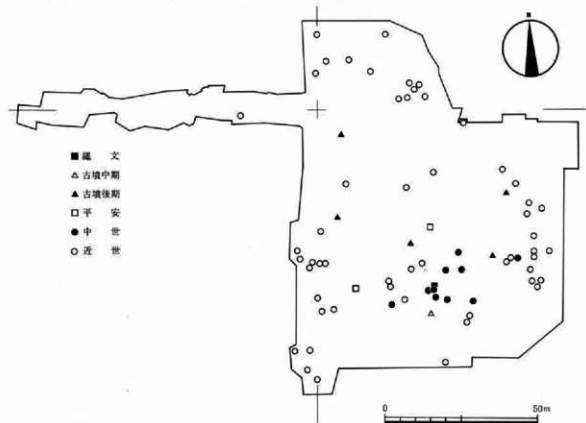 ■ 縄 文
△ 古墳中期
▲ 古墳後期
□ 平 安
● 中 世
○ 近 世
0 50m